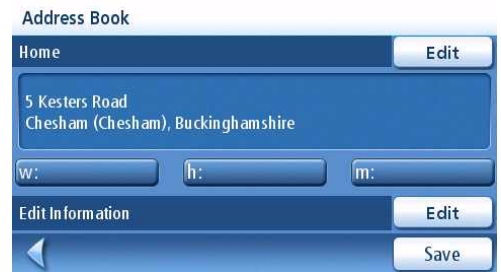 Address Book
Home Edit
5 Kesters Road
Chesham (Chesham), Buckinghamshire
w: h: m:
Edit Information Edit
Save